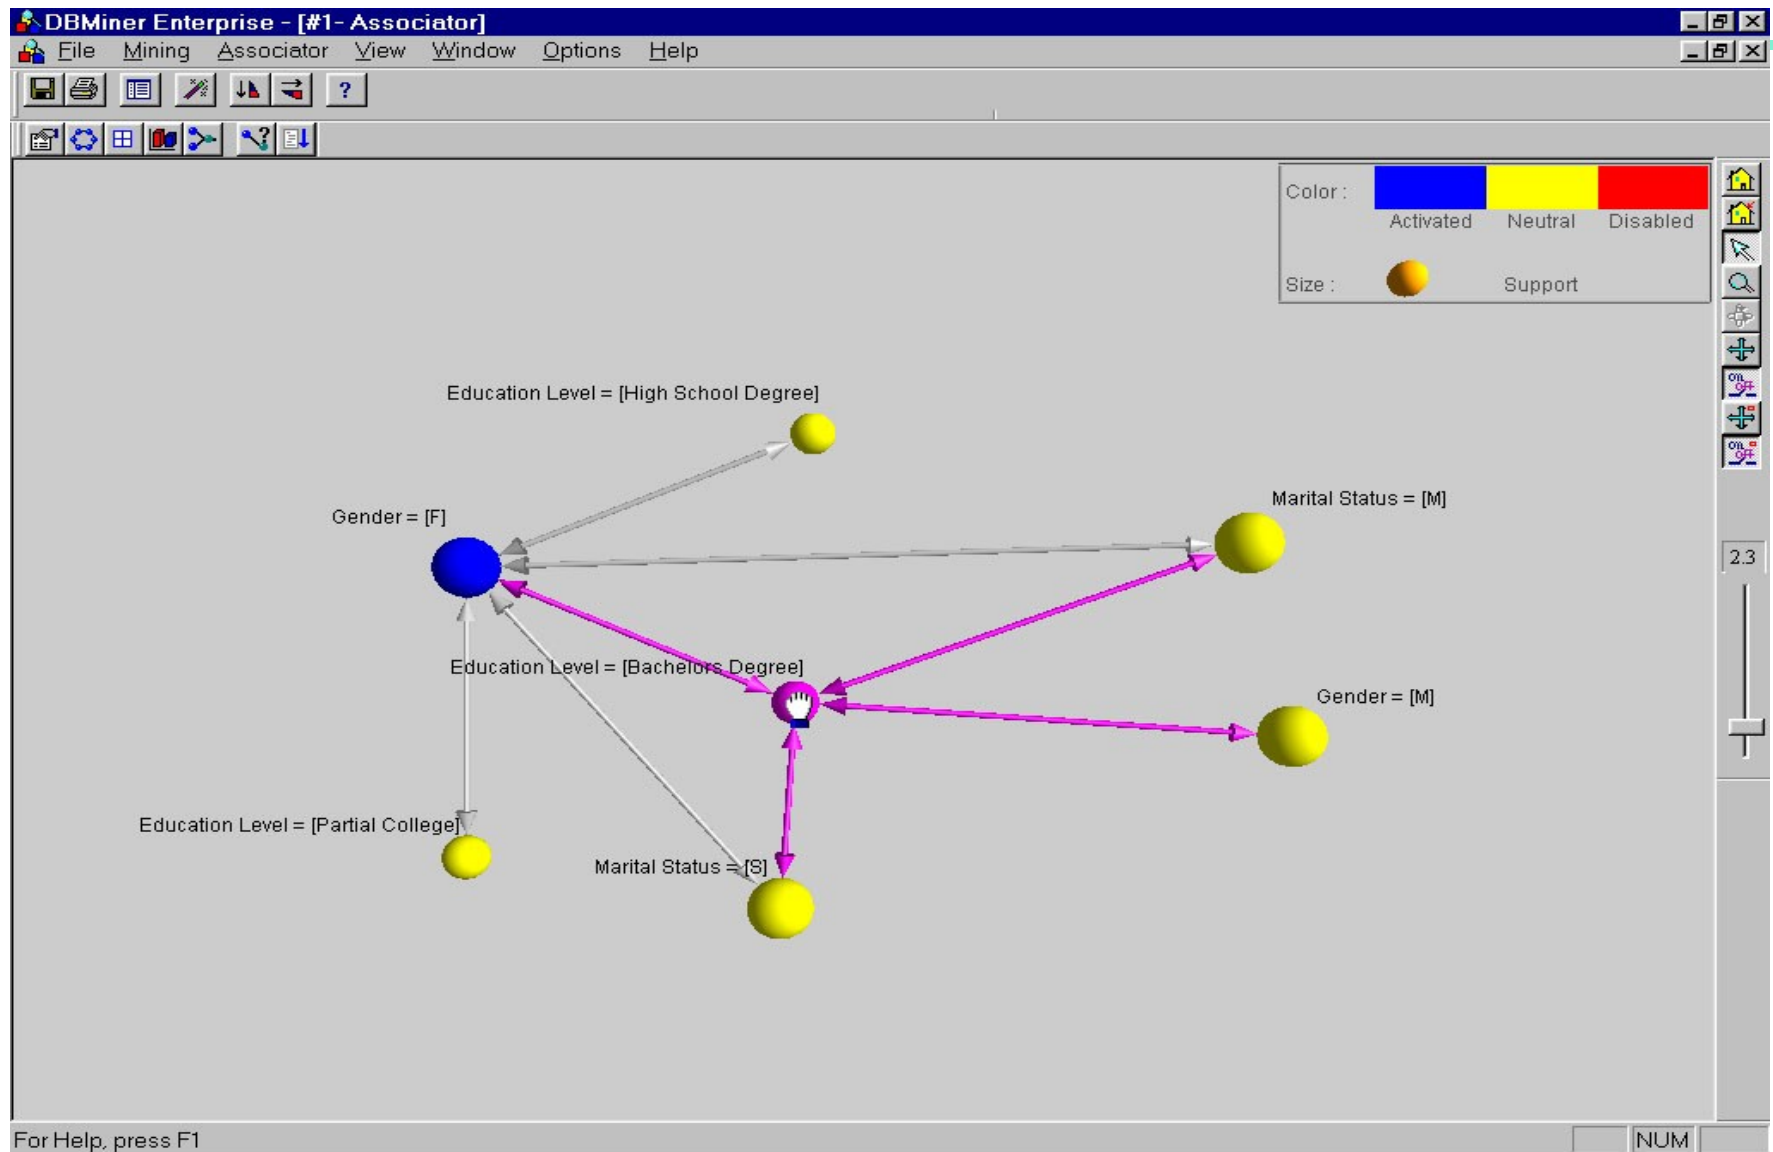 DBMiner Enterprise - [#1- Associator]
File Mining Associator View Window Options Help
?
?
Color :
Activated Neutral Disabled
Size : Support
Education Level = [High School Degree]
Marital Status = [M]
Gender = [F]
2.3
Education Level = [Bachelors Degree]
Gender = [M]
Education Level = [Partial College]
Marital Status = [S]
For Help, press F1
NUM